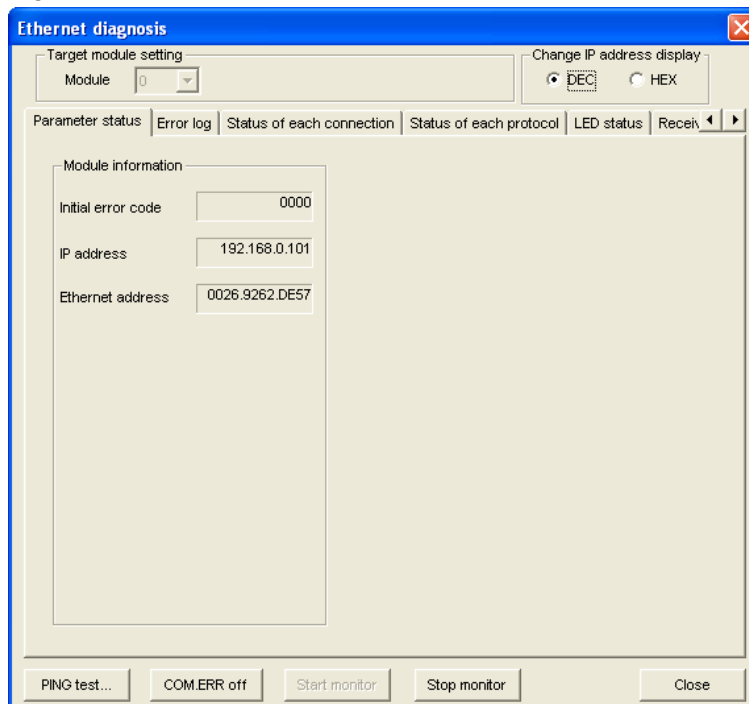 Ethernet diagnosis
Target module setting
Module 0
Change IP address display
DEC HEX
Parameter status Error log Status of each connection Status of each protocol LED status Receiv
Module information
Initial error code 0000
IP address 192.168.0.101
Ethernet address 0026.9262.DE57
PING test... COM.ERR off Start monitor Stop monitor Close